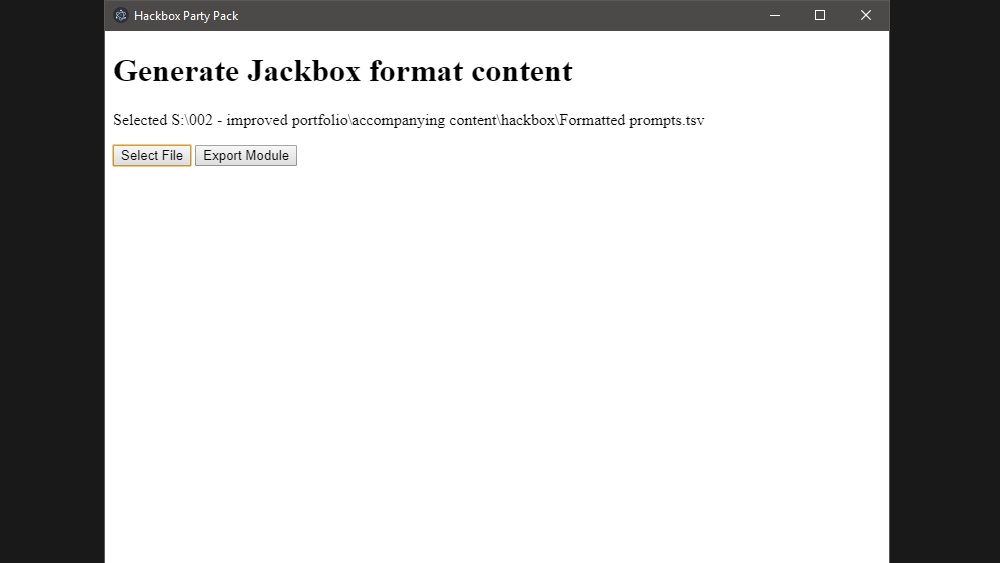 Hackbox Party Pack
Generate Jackbox format content
Selected S:\002 - improved portfolio\accompanying content\hackbox\Formatted prompts.tsv
Select File Export Module